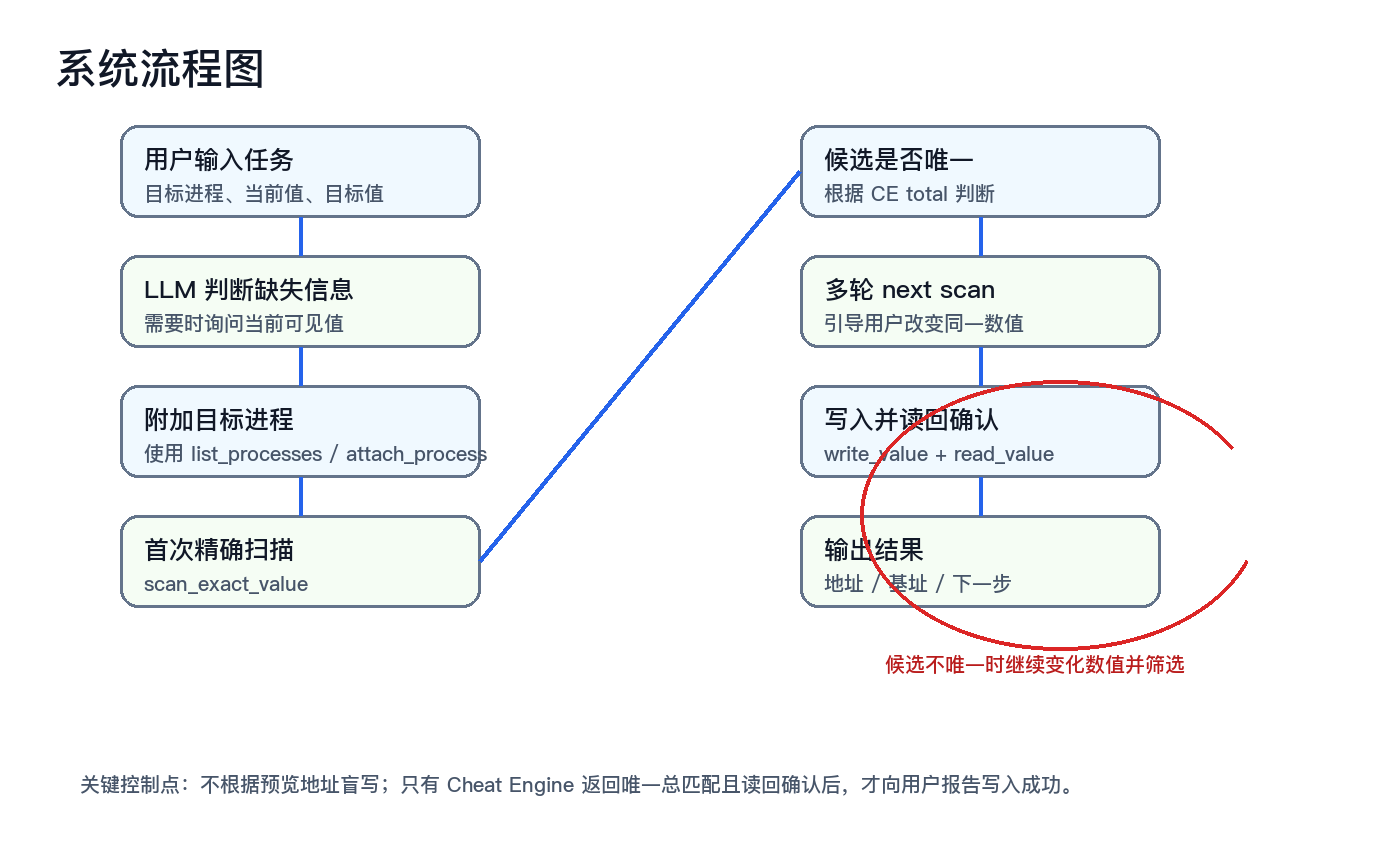 系统流程图
用户输入任务
目标进程、当前值、目标值
LLM 判断缺失信息
需要时询问当前可见值
附加目标进程
使用 list_processes / attach_process
首次精确扫描
scan_exact_value
候选是否唯一
根据 CE total 判断
多轮 next scan
引导用户改变同一数值
写入并读回确认
write_value + read_value
输出结果
地址 / 基址 / 下一步
候选不唯一时继续变化数值并筛选
关键控制点：不根据预览地址盲写；只有 Cheat Engine 返回唯一总匹配且读回确认后，才向用户报告写入成功。